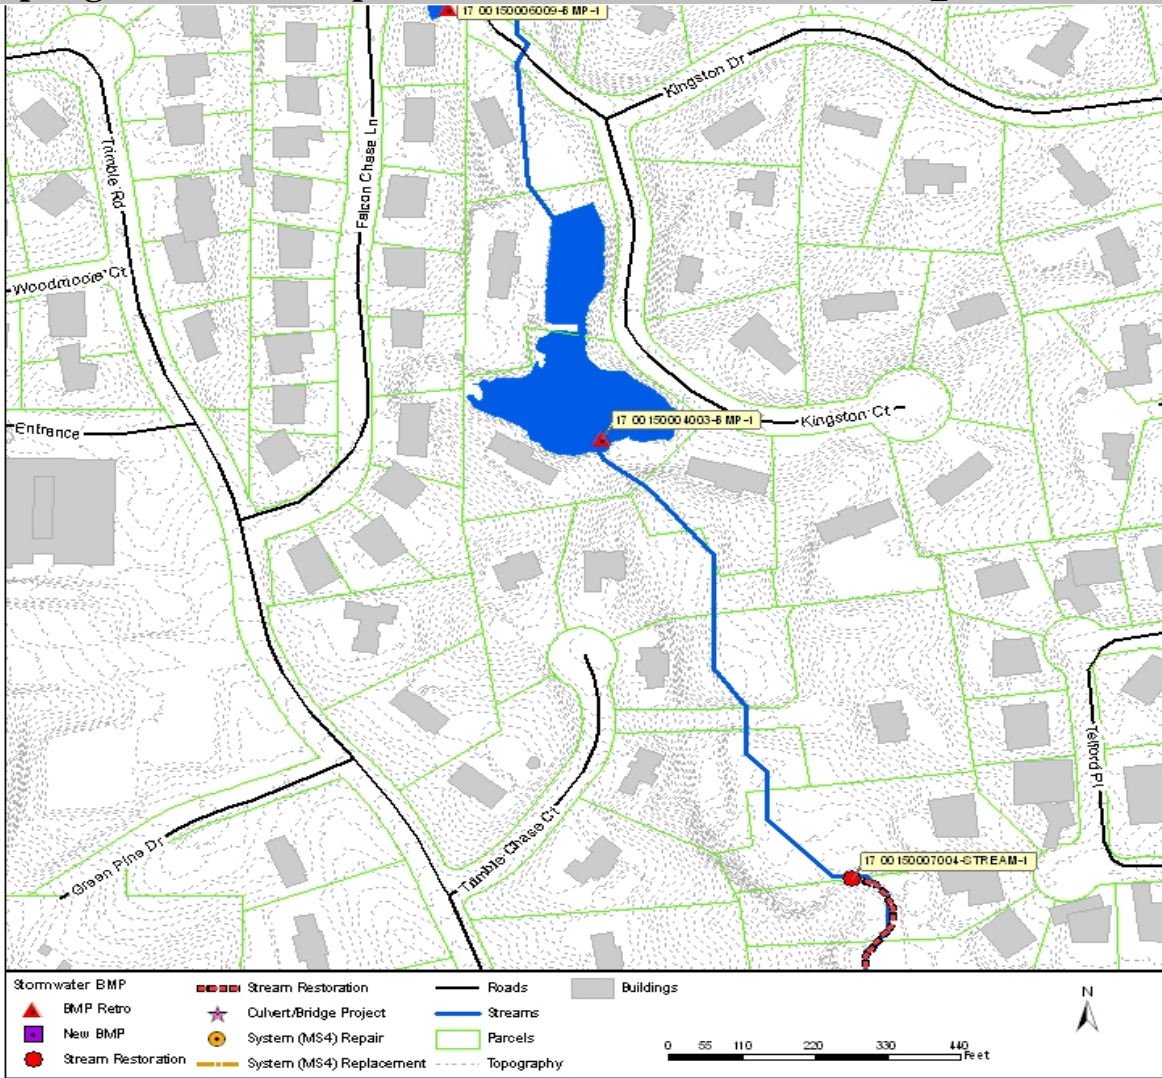 17 00150006009-BMP-1
Kingston Dr
Trimble Rd
Falcon Chase Ln
Woodmoore Ct
17 00150004003-BMP-1
Kingston Ct
Entrance
Telford Pl
Trimble Chase Ct
Green Pine Dr
17 00150007004-STREAM-1
Stormwater BMP
BMP Retro
New BMP
Stream Restoration
Stream Restoration
Culvert/Bridge Project
System (MS4) Repair
System (MS4) Replacement
Roads
Streams
Parcels
Topography
Buildings
N
0 55 110 220 330 440
Feet